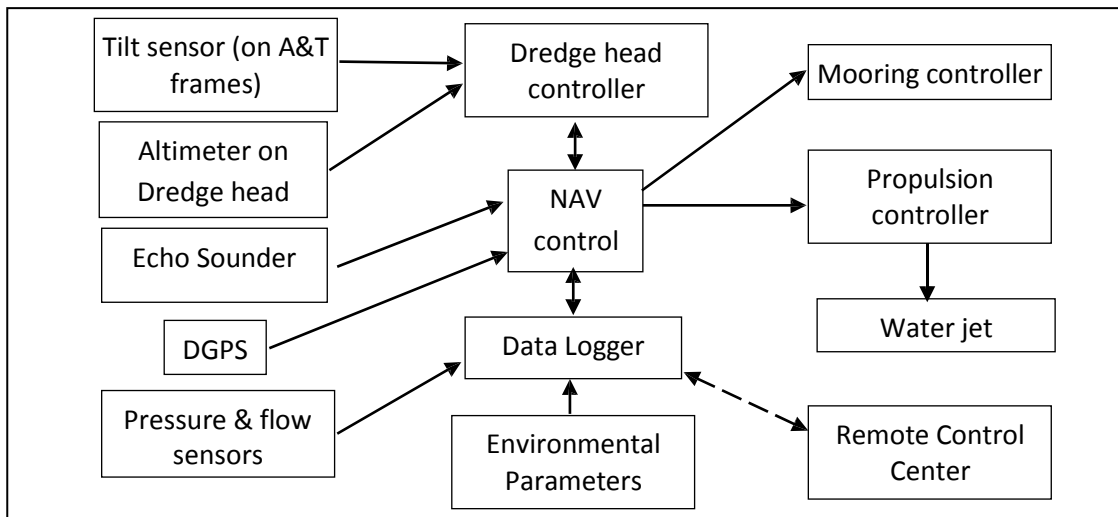 Tilt sensor (on A&T
frames)
Dredge head
controller
Mooring controller
Altimeter on
Dredge head
NAV
control
Propulsion
controller
Echo Sounder
DGPS
Data Logger
Water jet
Pressure & flow
sensors
Environmental
Parameters
Remote Control
Center